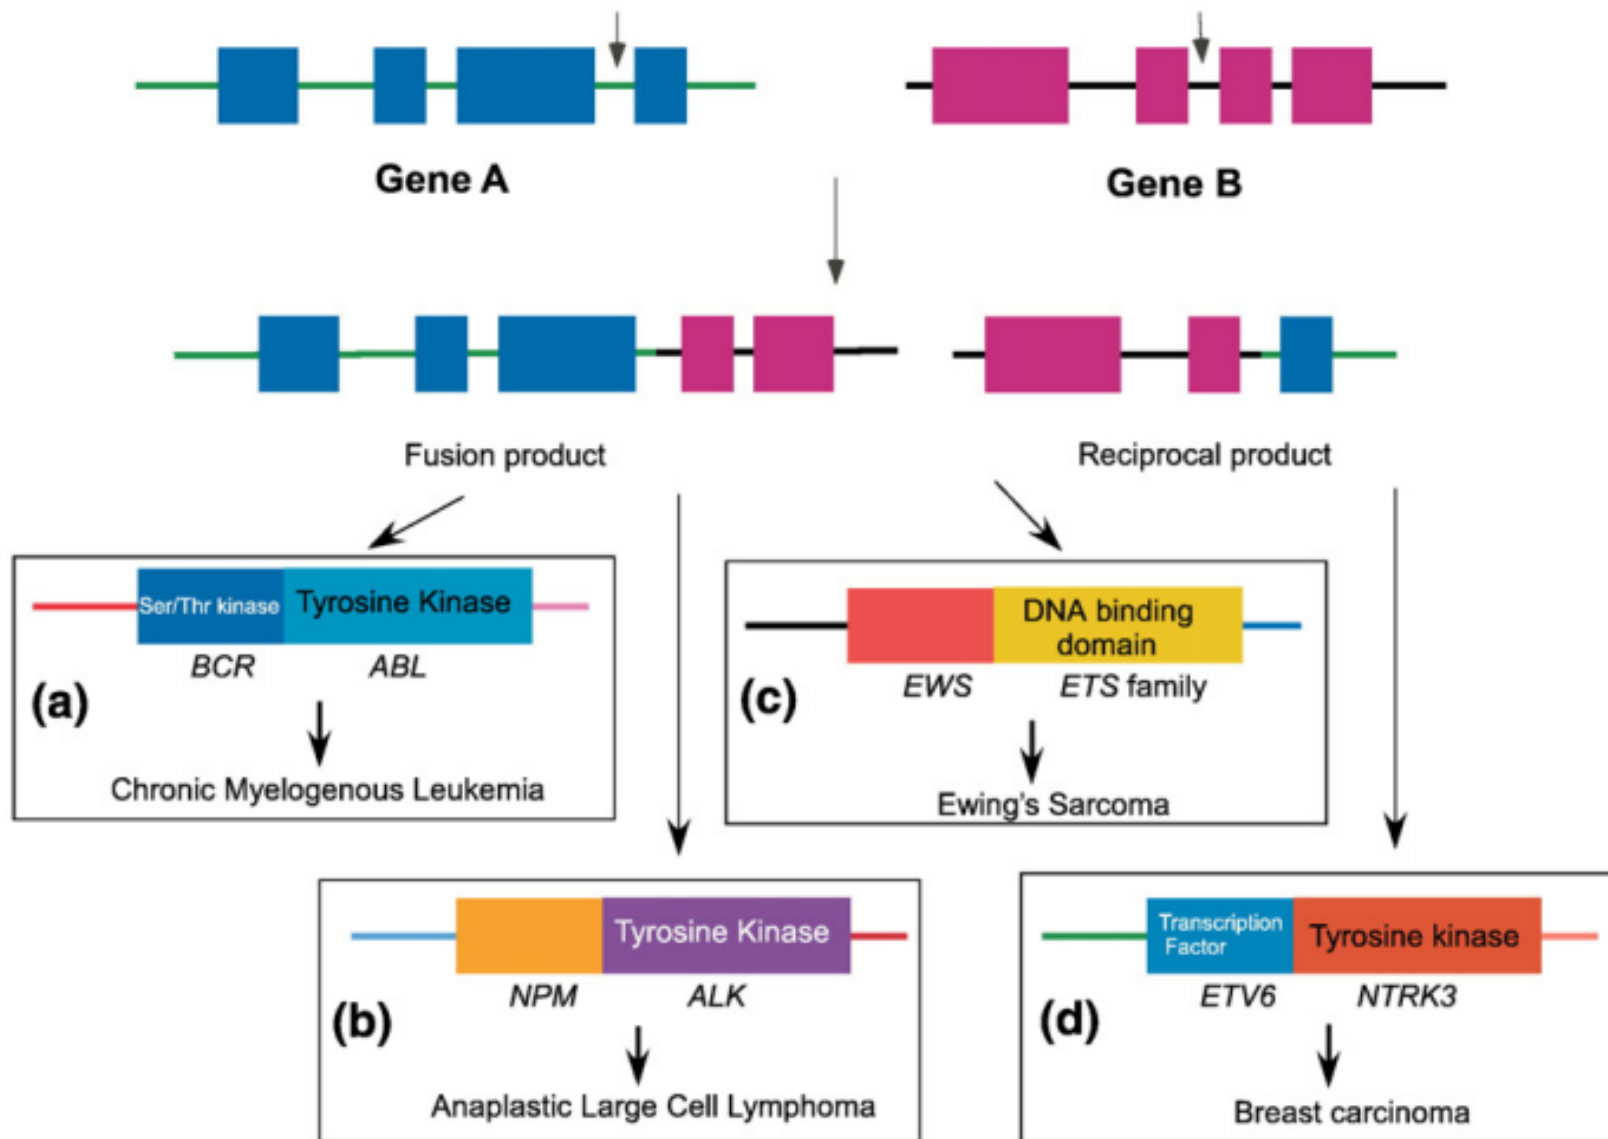 Gene A
Gene B
Fusion product
Reciprocal product
Ser/Thr kinase
Tyrosine Kinase
BCR
ABL
(a)
Chronic Myelogenous Leukemia
DNA binding
domain
EWS
ETS family
(c)
Ewing's Sarcoma
Tyrosine Kinase
NPM
ALK
(b)
Anaplastic Large Cell Lymphoma
Transcription
Factor
Tyrosine kinase
ETV6
NTRK3
(d)
Breast carcinoma